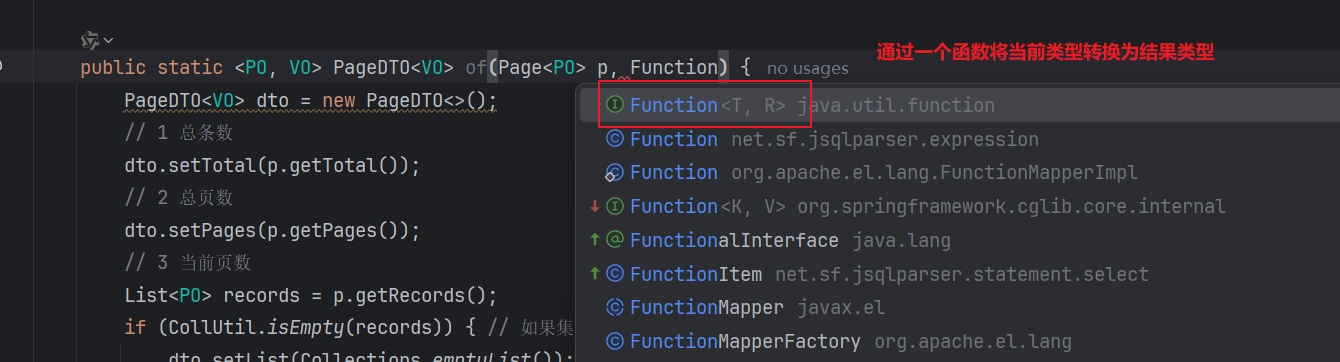 通过一个函数将当前类型转换为结果类型
public static <PO, VO> PageDTO<VO> of(Page<PO> p, Function) { no usages
PageDTO<VO> dto = new PageDTO<>();
// 1 总条数
dto.setTotal(p.getTotal());
// 2 总页数
dto.setPages(p.getPages());
// 3 当前页数
List<PO> records = p.getRecords();
if (CollUtil.isEmpty(records)) { // 如果集
dto.setList(Collections.emptyList());
Function<T, R> java.util.function
Function net.sf.jsqlparser.expression
Function org.apache.el.lang.FunctionMapperImpl
Function<K, V> org.springframework.cglib.core.internal
FunctionalInterface java.lang
FunctionItem net.sf.jsqlparser.statement.select
FunctionMapper javax.el
FunctionMapperFactory org.apache.el.lang